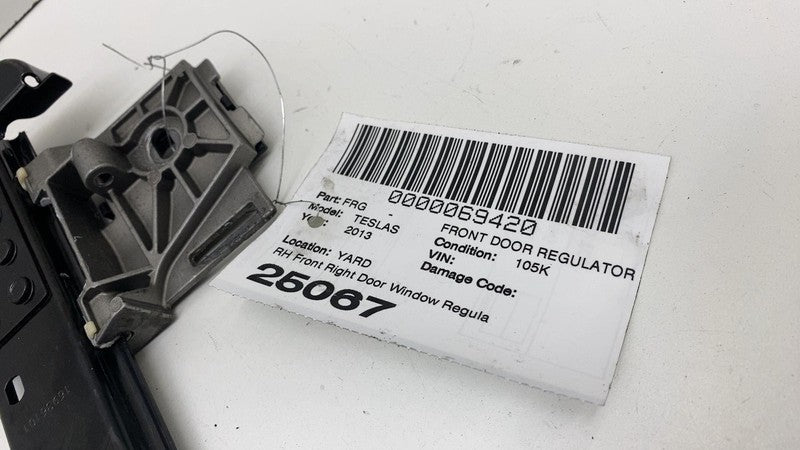 0000069420
Part: FRG - FRONT DOOR REGULATOR
Model: TESLAS Condition: 105K
2013 VIN:
Damage Code:
Location: YARD
RH Front Right Door Window Regula
25067